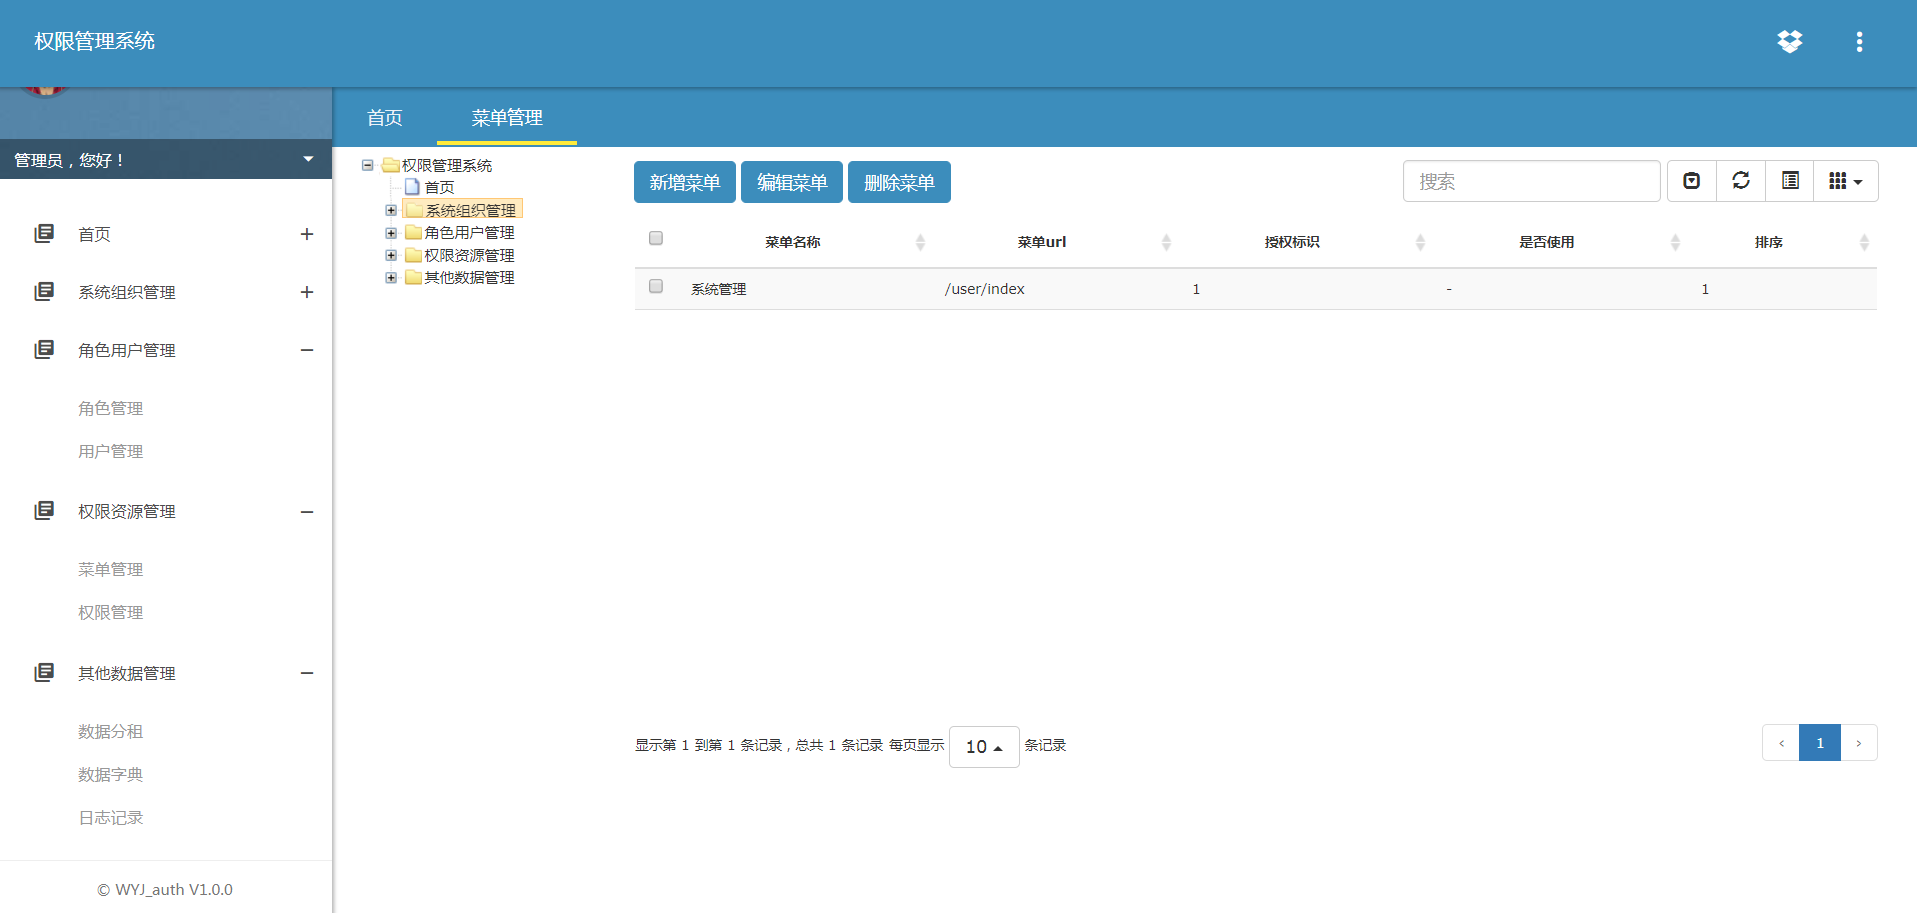 权限管理系统
管理员，您好！
首页
系统组织管理
角色用户管理
角色管理
用户管理
权限资源管理
菜单管理
权限管理
其他数据管理
数据分租
数据字典
日志记录
© WYJ_auth V1.0.0
首页 菜单管理
权限管理系统
首页
系统组织管理
角色用户管理
权限资源管理
其他数据管理
新增菜单 编辑菜单 删除菜单 搜索
菜单名称 菜单url 授权标识 是否使用 排序
系统管理 /user/index 1 - 1
显示第 1 到第 1 条记录，总共 1 条记录 每页显示 10 条记录
‹ 1 ›